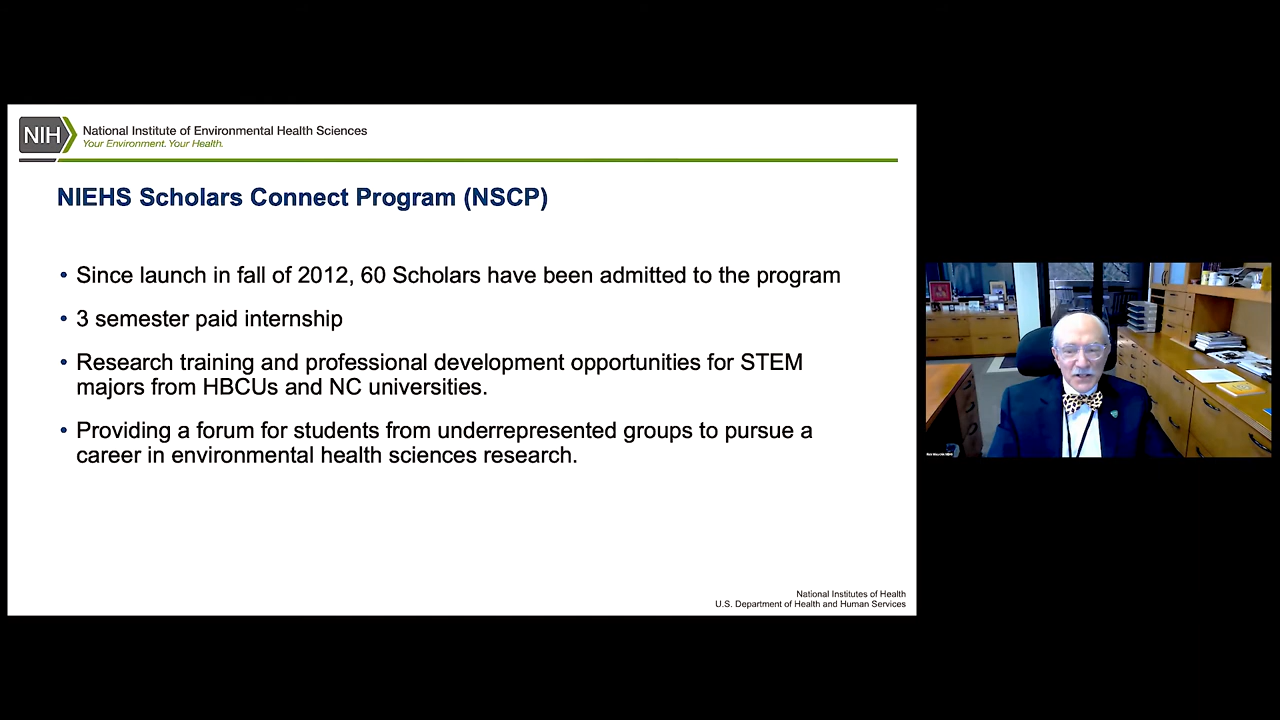 NIH
National Institute of Environmental Health Sciences
Your Environment. Your Health.
NIEHS Scholars Connect Program (NSCP)
• Since launch in fall of 2012, 60 Scholars have been admitted to the program
• 3 semester paid internship
• Research training and professional development opportunities for STEM
majors from HBCUs and NC universities.
• Providing a forum for students from underrepresented groups to pursue a
career in environmental health sciences research.
National Institutes of Health
U.S. Department of Health and Human Services